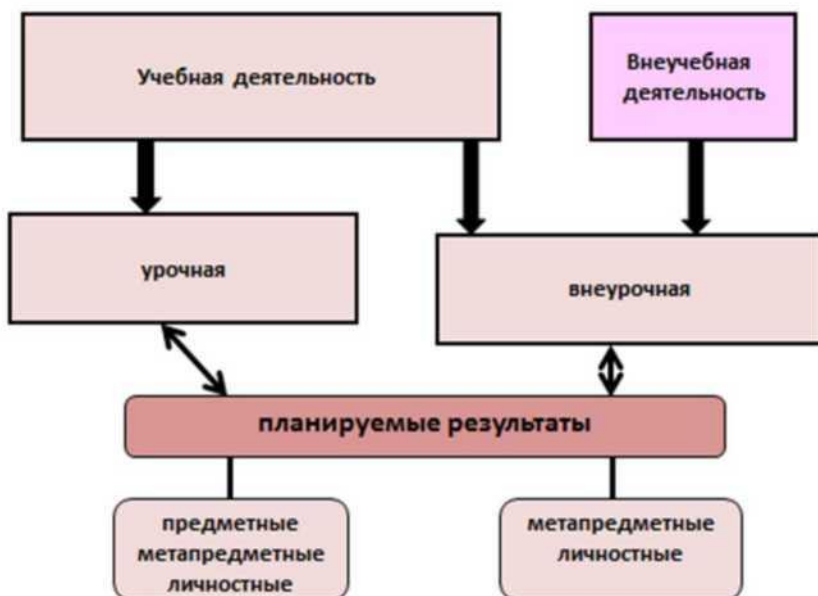 Учебная деятельность
Внеучебная
деятельность
урочная
внеурочная
планируемые результаты
предметные
метапредметные
личностные
метапредметные
личностные